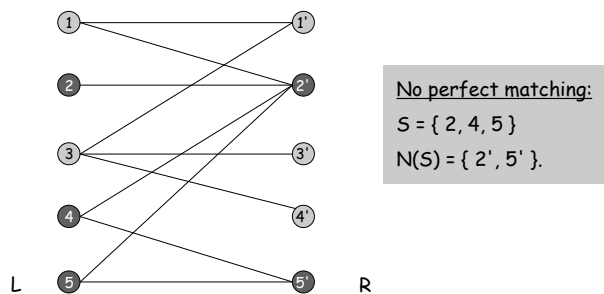 1 1'
2 2'
No perfect matching:
S = { 2, 4, 5 }
3 3'
N(S) = { 2', 5' }.
4 4'
L 5 5' R